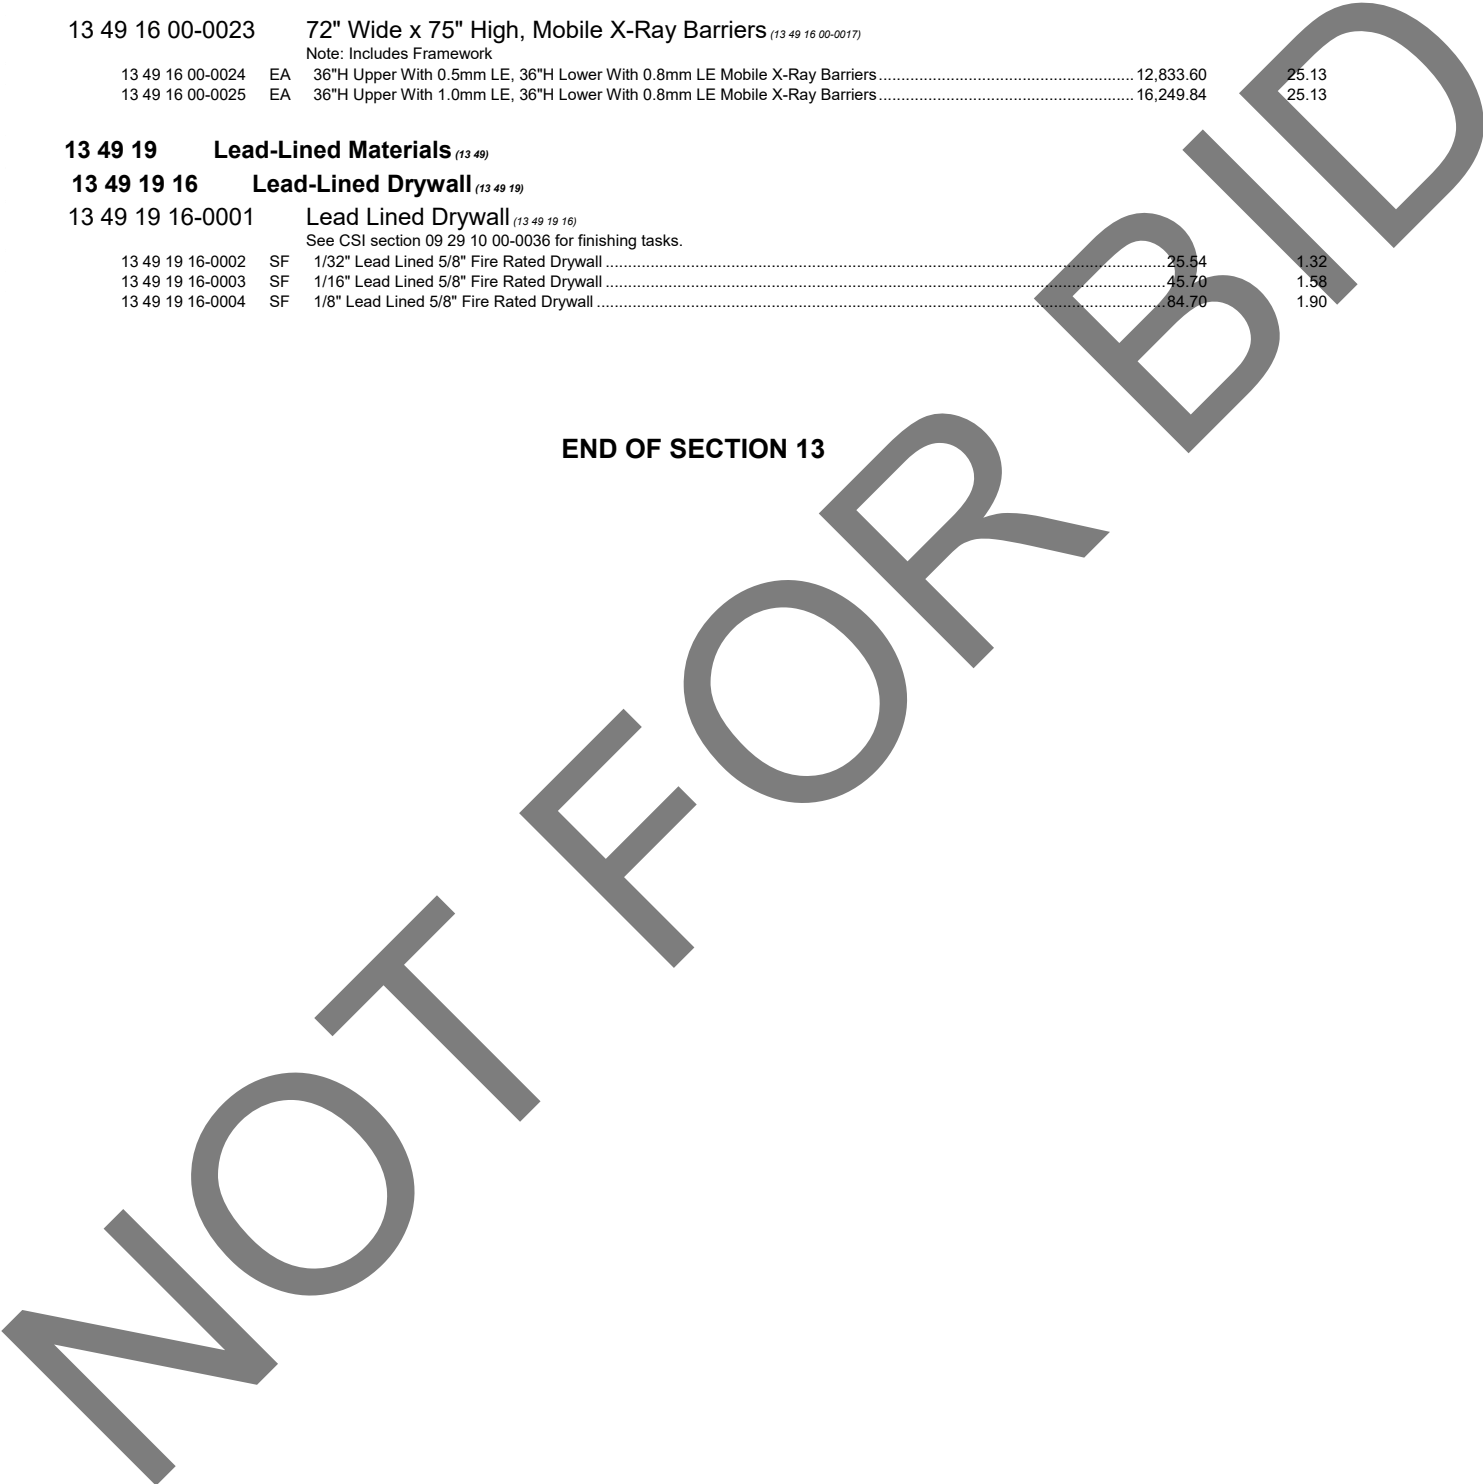 13 49 16 00-0023 72" Wide x 75" High, Mobile X-Ray Barriers (13 49 16 00-0017)
Note: Includes Framework
13 49 16 00-0024 EA 36"H Upper With 0.5mm LE, 36"H Lower With 0.8mm LE Mobile X-Ray Barriers 12,833.60 25.13
13 49 16 00-0025 EA 36"H Upper With 1.0mm LE, 36"H Lower With 0.8mm LE Mobile X-Ray Barriers 16,249.84 25.13
13 49 19 Lead-Lined Materials (13 49)
13 49 19 16 Lead-Lined Drywall (13 49 19)
13 49 19 16-0001 Lead Lined Drywall (13 49 19 16)
See CSI section 09 29 10 00-0036 for finishing tasks.
13 49 19 16-0002 SF 1/32" Lead Lined 5/8" Fire Rated Drywall 25.54 1.32
13 49 19 16-0003 SF 1/16" Lead Lined 5/8" Fire Rated Drywall 45.70 1.58
13 49 19 16-0004 SF 1/8" Lead Lined 5/8" Fire Rated Drywall 84.70 1.90
END OF SECTION 13
NOT FOR BID